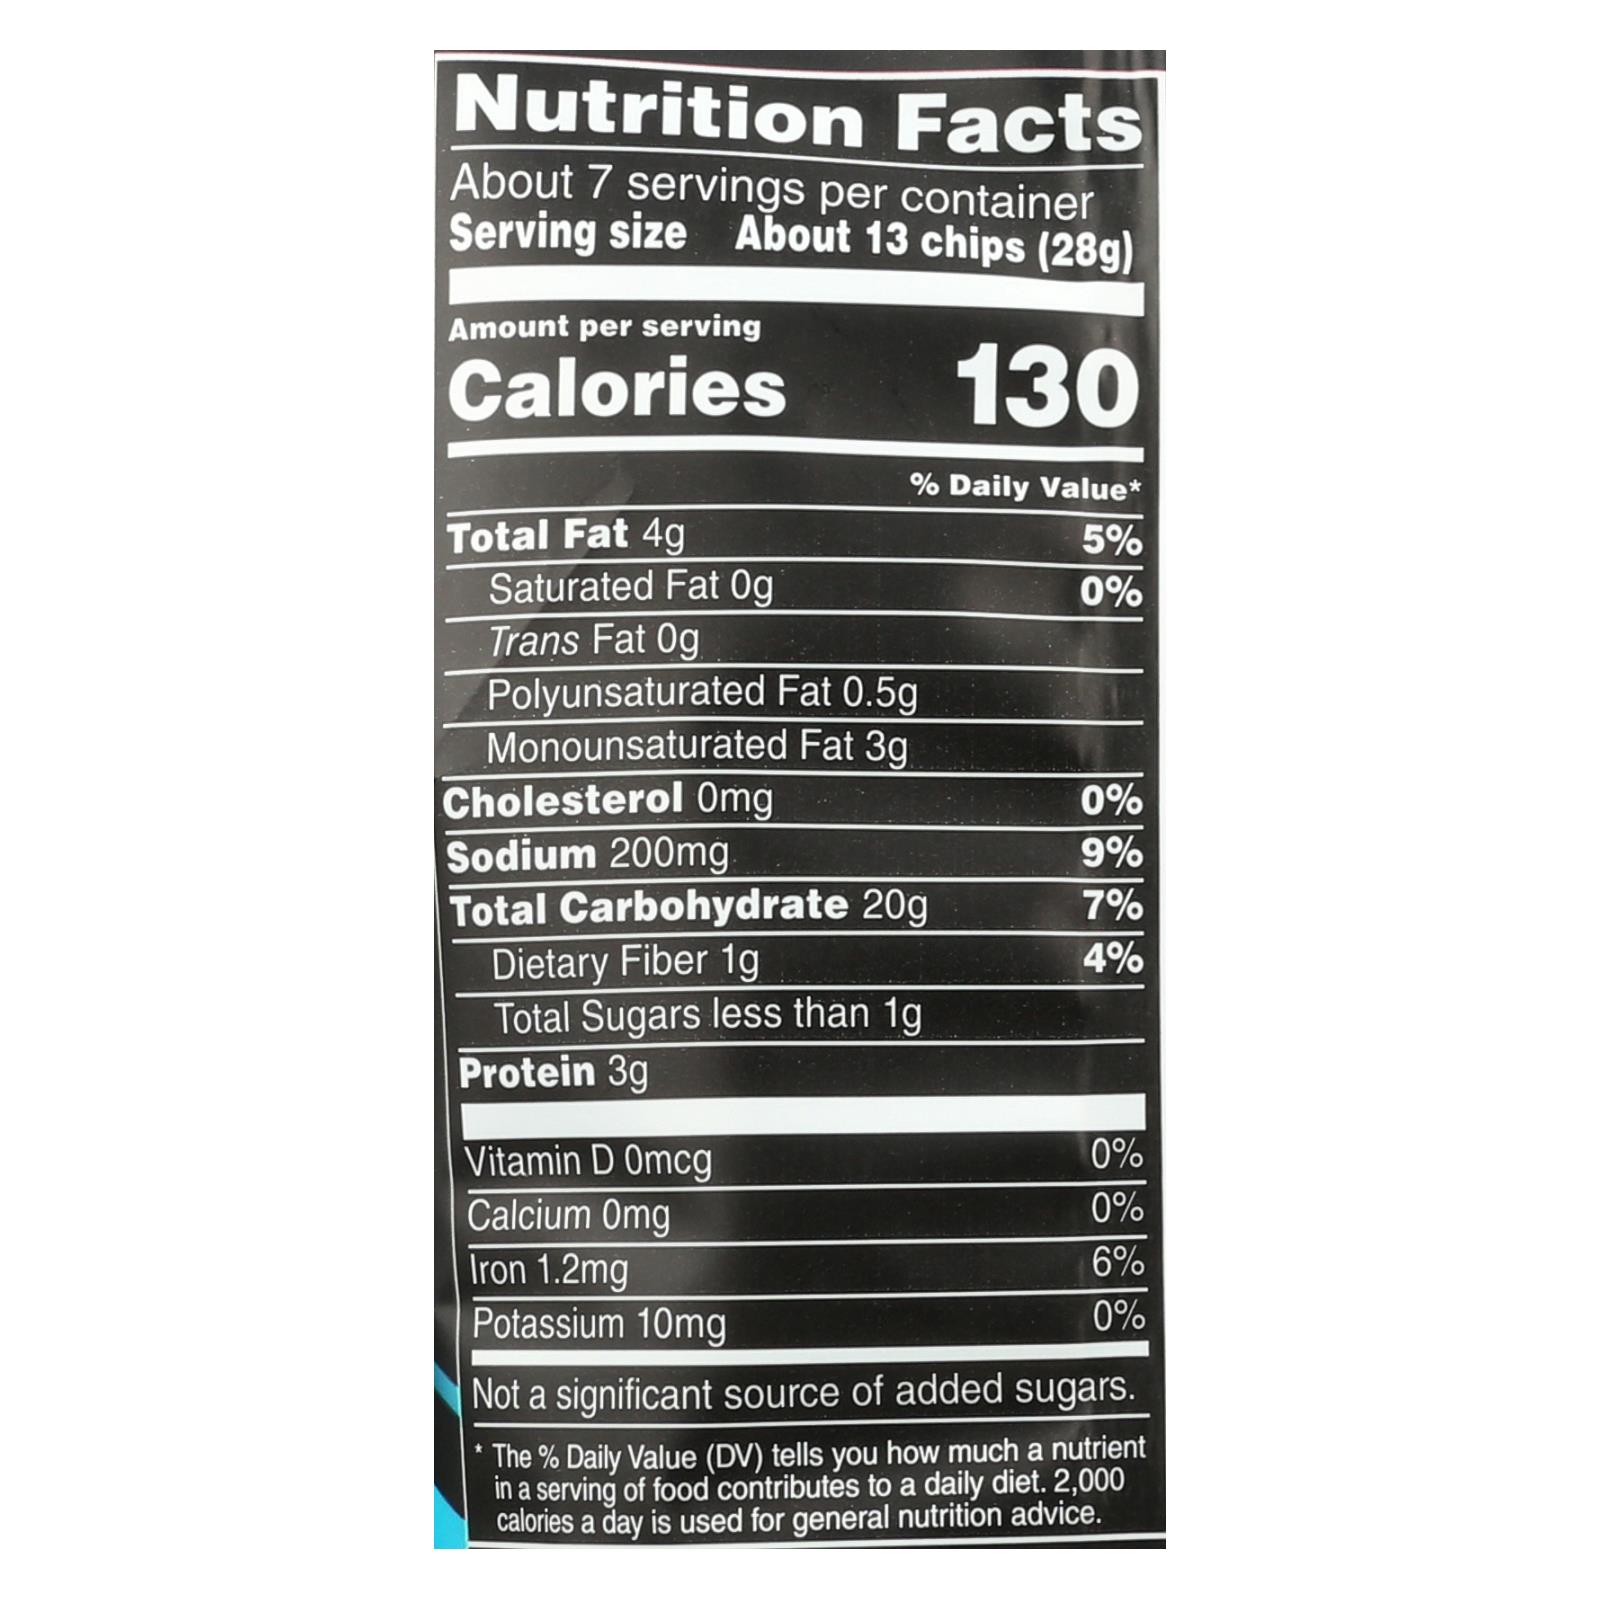 Nutrition Facts
About 7 servings per container
Serving size About 13 chips (28g)
Amount per serving
Calories 130
% Daily Value*
Total Fat 4g 5%
Saturated Fat 0g 0%
Trans Fat 0g
Polyunsaturated Fat 0.5g
Monounsaturated Fat 3g
Cholesterol 0mg 0%
Sodium 200mg 9%
Total Carbohydrate 20g 7%
Dietary Fiber 1g 4%
Total Sugars less than 1g
Protein 3g
Vitamin D 0mcg 0%
Calcium 0mg 0%
Iron 1.2mg 6%
Potassium 10mg 0%
Not a significant source of added sugars.
* The % Daily Value (DV) tells you how much a nutrient
in a serving of food contributes to a daily diet. 2,000
calories a day is used for general nutrition advice.